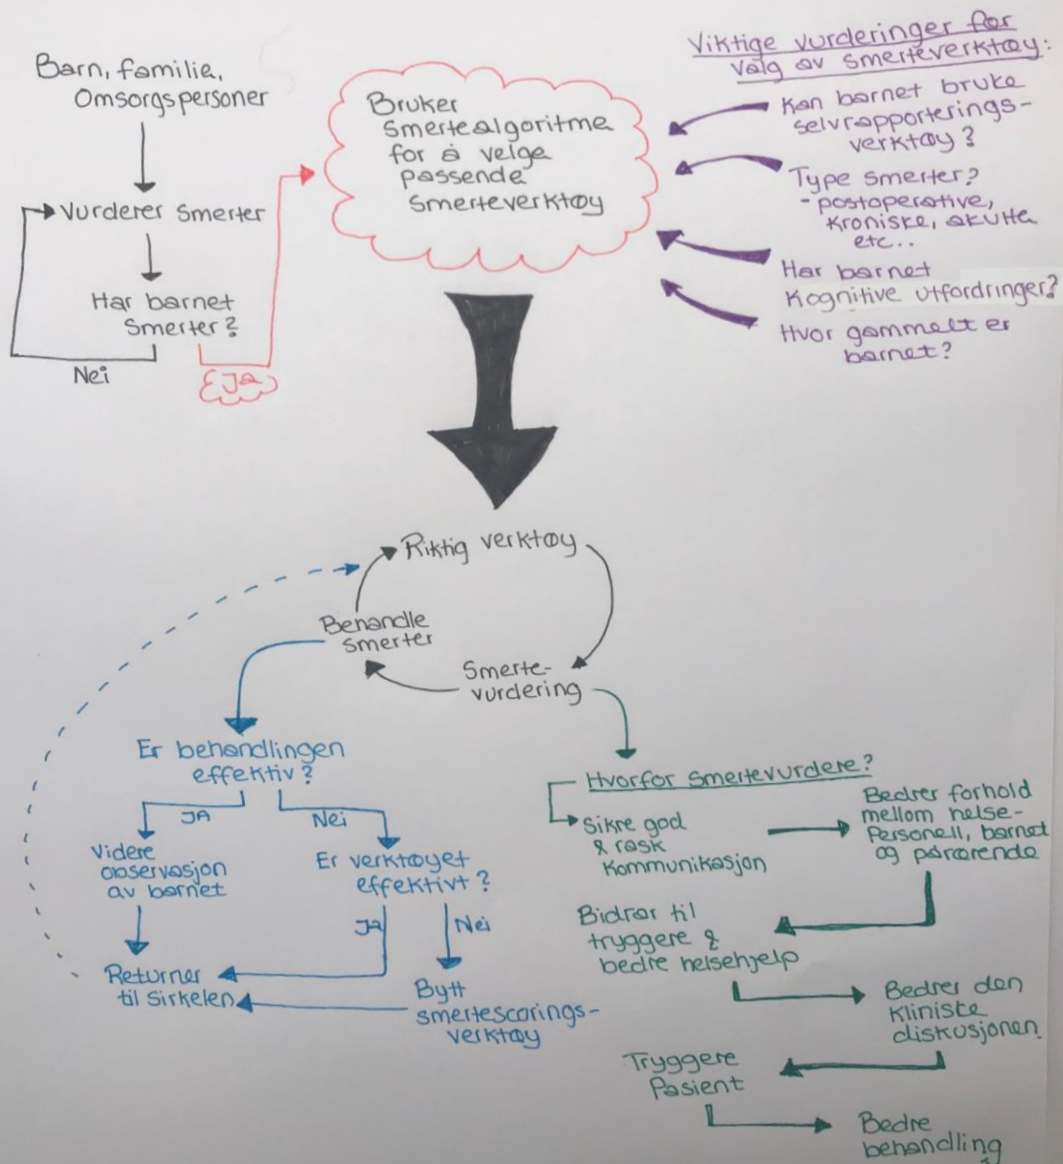 Barn, familie,
Omsorgspersoner
Vurderer smerter
Har barnet
smerter?
Nei
JA
Bruker
smertealgoritme
for å velge
passende
smerteverktøy
Viktige vurderinger før
valg av smerteverktøy:
Kan barnet bruke
selvrapporterings-
verktøy?
Type smerter?
- postoperative,
kroniske, akutte
etc..
Har barnet
kognitive utfordringer?
Hvor gammelt er
barnet?
Riktig verktøy
Behandle
smerter
Smerte-
vurdering
Er behandlingen
effektiv?
JA
Nei
Videre
observasjon
av barnet
Er verktøyet
effektivt?
Ja
Nei
Returner
til sirkelen
Bytt
smertescorings-
verktøy
Hvorfor smertevurdere?
Sikre god
& rask
kommunikasjon
Bedrer forhold
mellom helse-
personell, barnet
og pårørende
Bidrar til
tryggere &
bedre helsehjelp
Bedrer den
kliniske
diskusjonen.
Tryggere
Pasient
Bedre
behandling